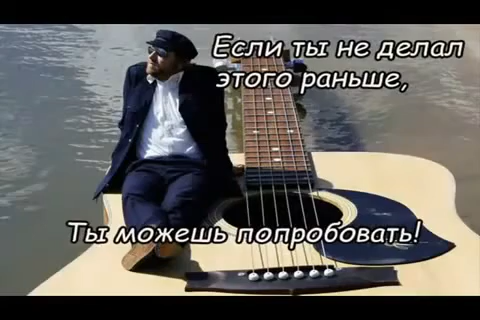 Если ты не делал
этого раньше,
Ты можешь попробовать!